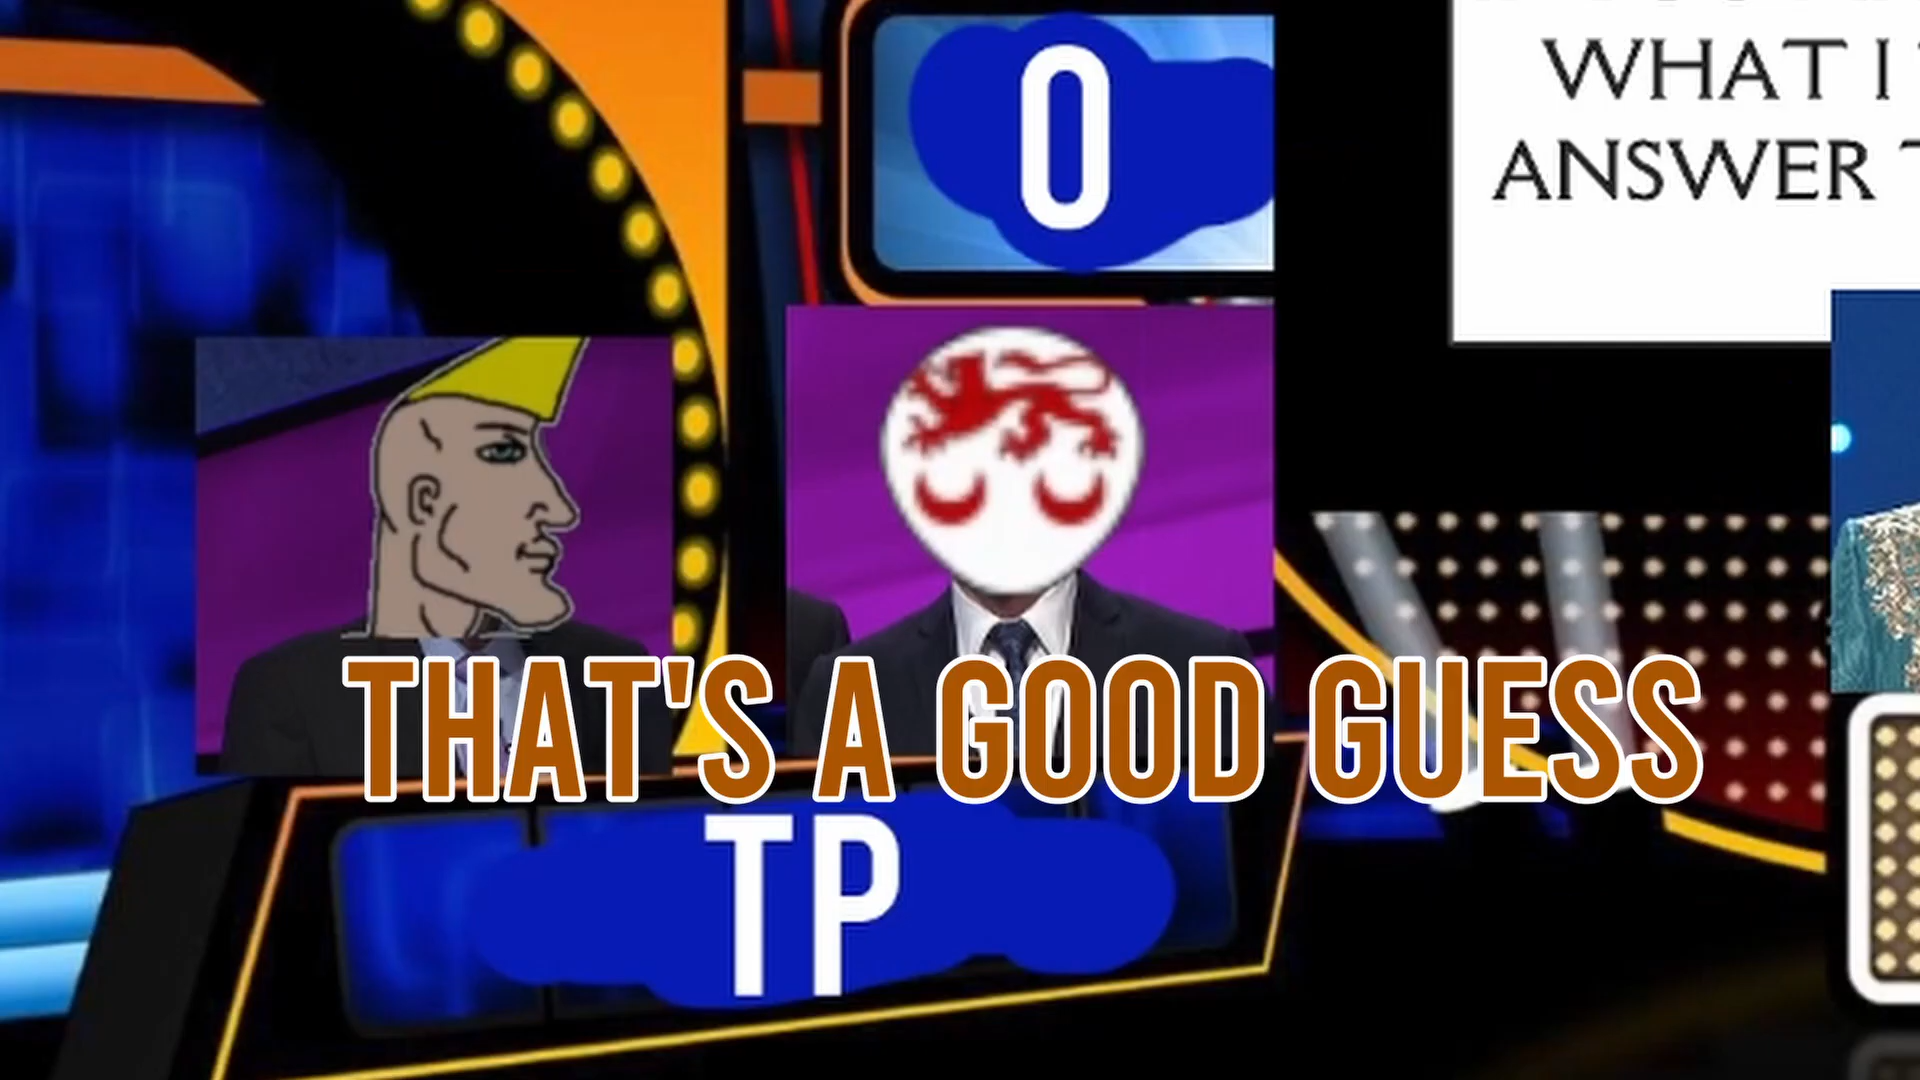 0
WHAT I
ANSWER
THAT'S A GOOD GUESS
TP